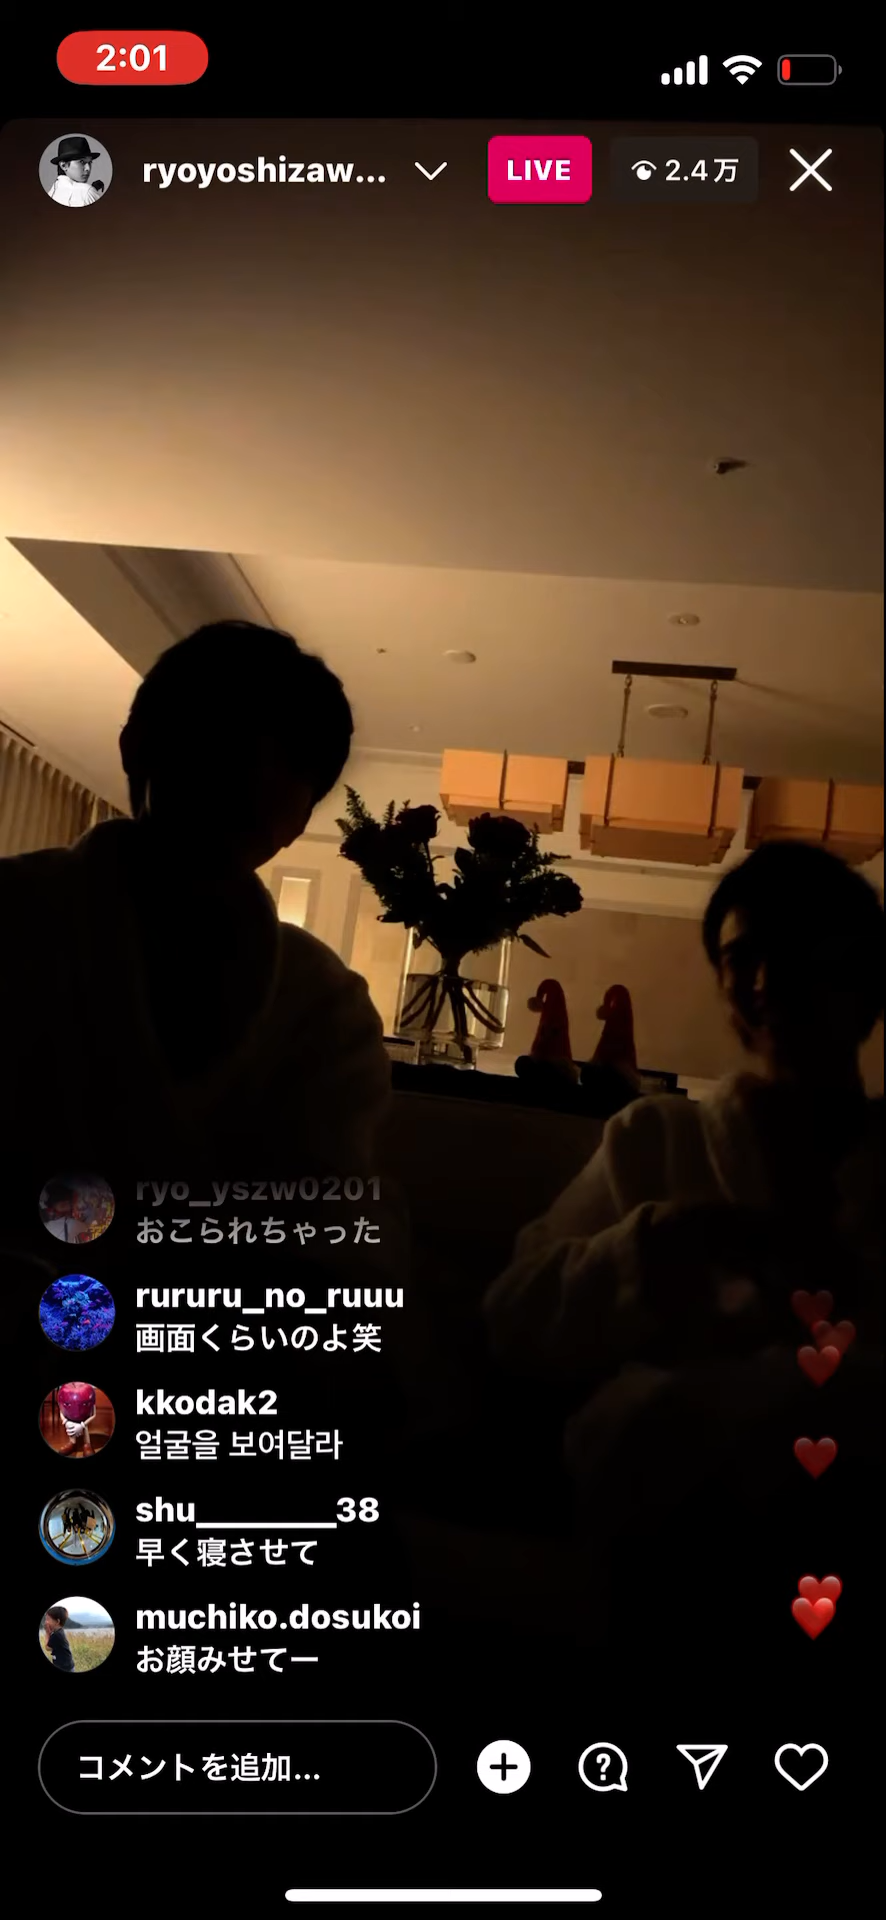 2:01
ryoyoshizaw...
LIVE
2.4万
ryo_yszw0201
おこられちゃった
rururu_no_ruuu
画面くらいのよ笑
kkodak2
얼굴을 보여달라
shu________38
早く寝させて
muchiko.dosukoi
お顔みせてー
コメントを追加...